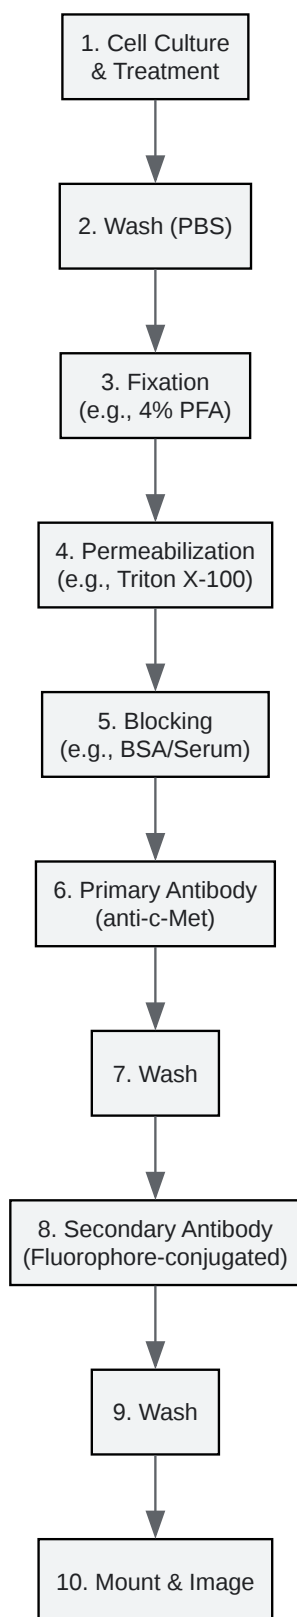 1. Cell Culture
& Treatment
2. Wash (PBS)
3. Fixation
(e.g., 4% PFA)
4. Permeabilization
(e.g., Triton X-100)
5. Blocking
(e.g., BSA/Serum)
6. Primary Antibody
(anti-c-Met)
7. Wash
8. Secondary Antibody
(Fluorophore-conjugated)
9. Wash
10. Mount & Image